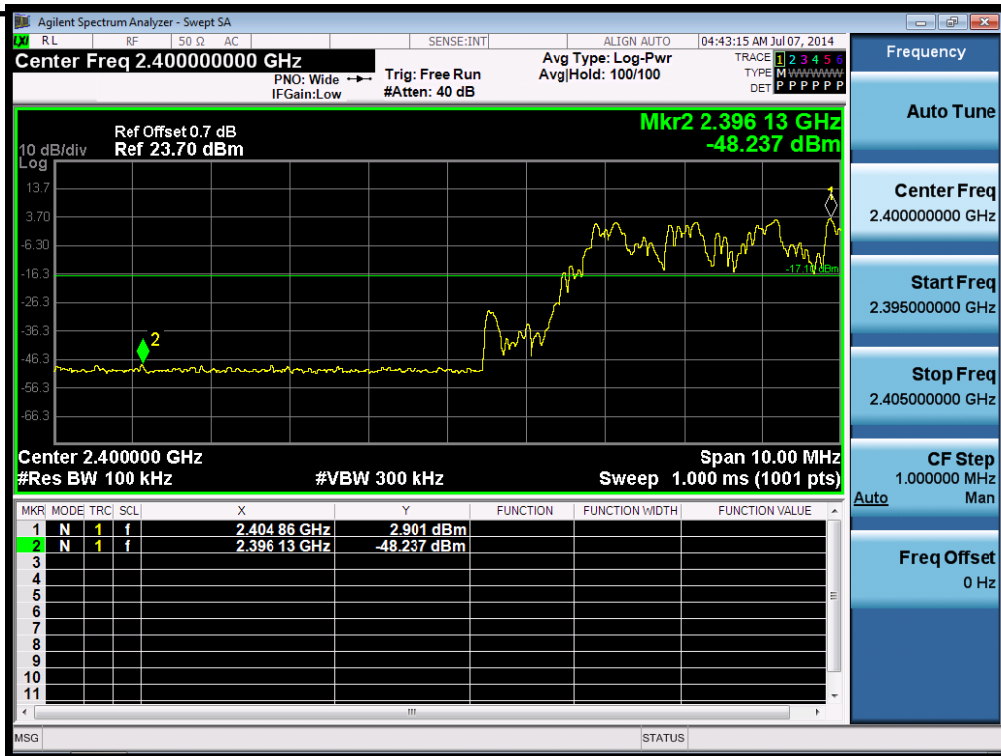 Agilent Spectrum Analyzer - Swept SA
LXI RL RF 50 Ω AC SENSE:INT ALIGN AUTO 04:43:15 AM Jul 07, 2014
Center Freq 2.400000000 GHz
PNO: Wide
IFGain:Low
Trig: Free Run
#Atten: 40 dB
Avg Type: Log-Pwr
Avg|Hold: 100/100
TRACE 1 2 3 4 5 6
TYPE M WWWWW
DET P P P P P P
Mkr2 2.396 13 GHz
-48.237 dBm
Ref Offset 0.7 dB
10 dB/div Ref 23.70 dBm
Log
13.7
3.70
-6.30
-16.3
-26.3
-36.3
-46.3
-56.3
-66.3
1
2
Center 2.400000 GHz Span 10.00 MHz
#Res BW 100 kHz #VBW 300 kHz Sweep 1.000 ms (1001 pts)
MKR MODE TRC SCL X Y FUNCTION FUNCTION WIDTH FUNCTION VALUE
1 N 1 f 2.404 86 GHz 2.901 dBm
2 N 1 f 2.396 13 GHz -48.237 dBm
3
4
5
6
7
8
9
10
11
MSG STATUS
Frequency
Auto Tune
Center Freq
2.400000000 GHz
Start Freq
2.395000000 GHz
Stop Freq
2.405000000 GHz
CF Step
1.000000 MHz
Auto Man
Freq Offset
0 Hz